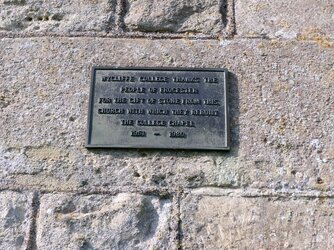 WYCLIFFE COLLEGE THANKS THE
PEOPLE OF FROCESTER
FOR THE GIFT OF STONE FROM THIS
CHURCH WITH WHICH THEY REBUILT
THE COLLEGE CHAPEL